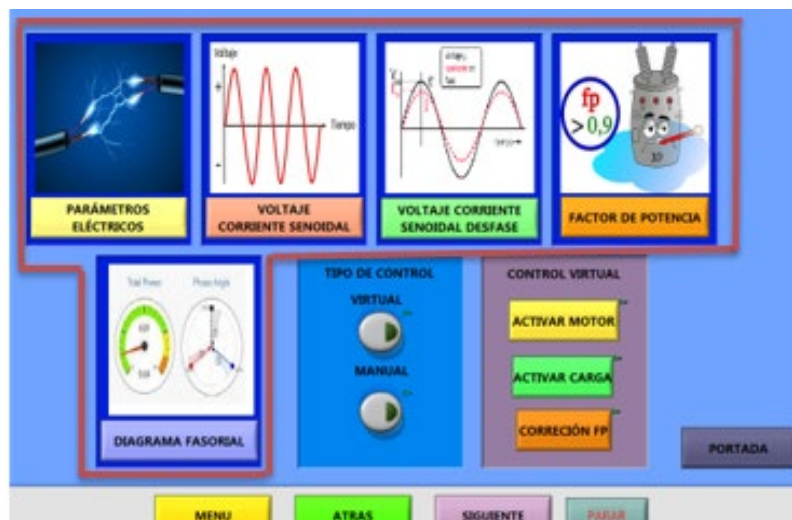 Voltaje
Tiempo
fp
> 0,9
PARÁMETROS
ELÉCTRICOS
VOLTAJE
CORRIENTE SENOIDAL
VOLTAJE CORRIENTE
SENOIDAL DESFASE
FACTOR DE POTENCIA
Total Power
Phase Angle
DIAGRAMA FASORIAL
TIPO DE CONTROL
VIRTUAL
MANUAL
CONTROL VIRTUAL
ACTIVAR MOTOR
ACTIVAR CARGA
CORRECIÓN FP
PORTADA
MENU
ATRAS
SIGUIENTE
PARAR